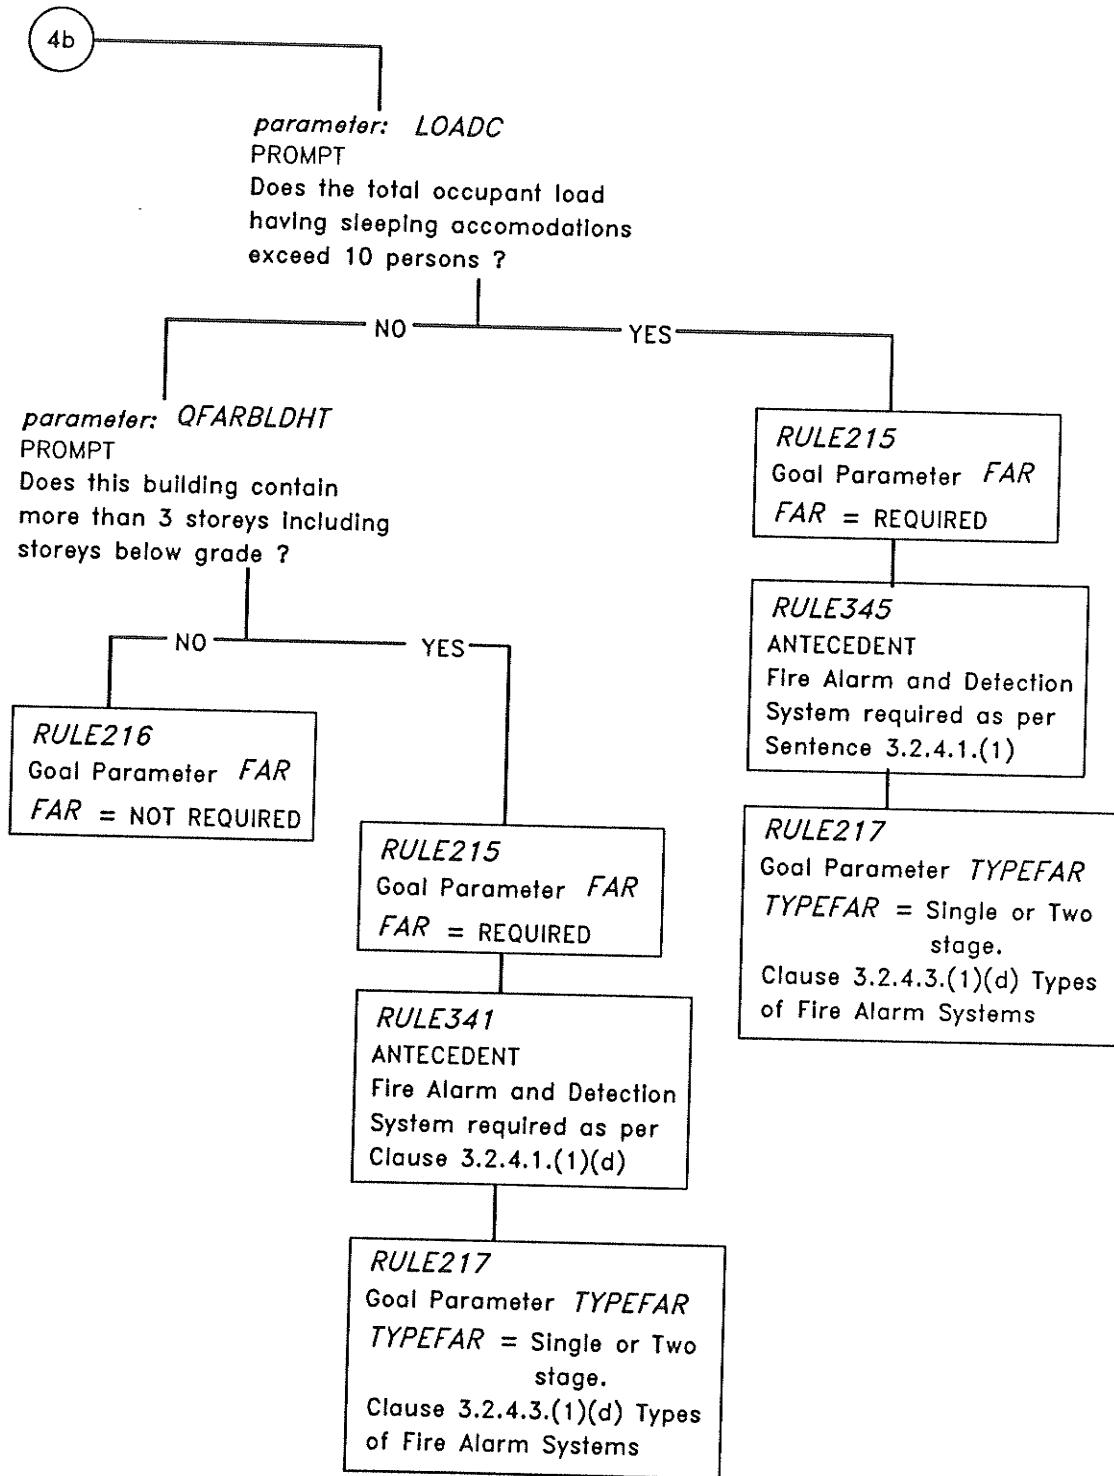 4b
parameter: LOADC
PROMPT
Does the total occupant load
having sleeping accomodations
exceed 10 persons ?
NO
YES
parameter: QFARBLDHT
PROMPT
Does this building contain
more than 3 storeys including
storeys below grade ?
NO
YES
RULE216
Goal Parameter FAR
FAR = NOT REQUIRED
RULE215
Goal Parameter FAR
FAR = REQUIRED
RULE341
ANTECEDENT
Fire Alarm and Detection
System required as per
Clause 3.2.4.1.(1)(d)
RULE217
Goal Parameter TYPEFAR
TYPEFAR = Single or Two
stage.
Clause 3.2.4.3.(1)(d) Types
of Fire Alarm Systems
RULE215
Goal Parameter FAR
FAR = REQUIRED
RULE345
ANTECEDENT
Fire Alarm and Detection
System required as per
Sentence 3.2.4.1.(1)
RULE217
Goal Parameter TYPEFAR
TYPEFAR = Single or Two
stage.
Clause 3.2.4.3.(1)(d) Types
of Fire Alarm Systems